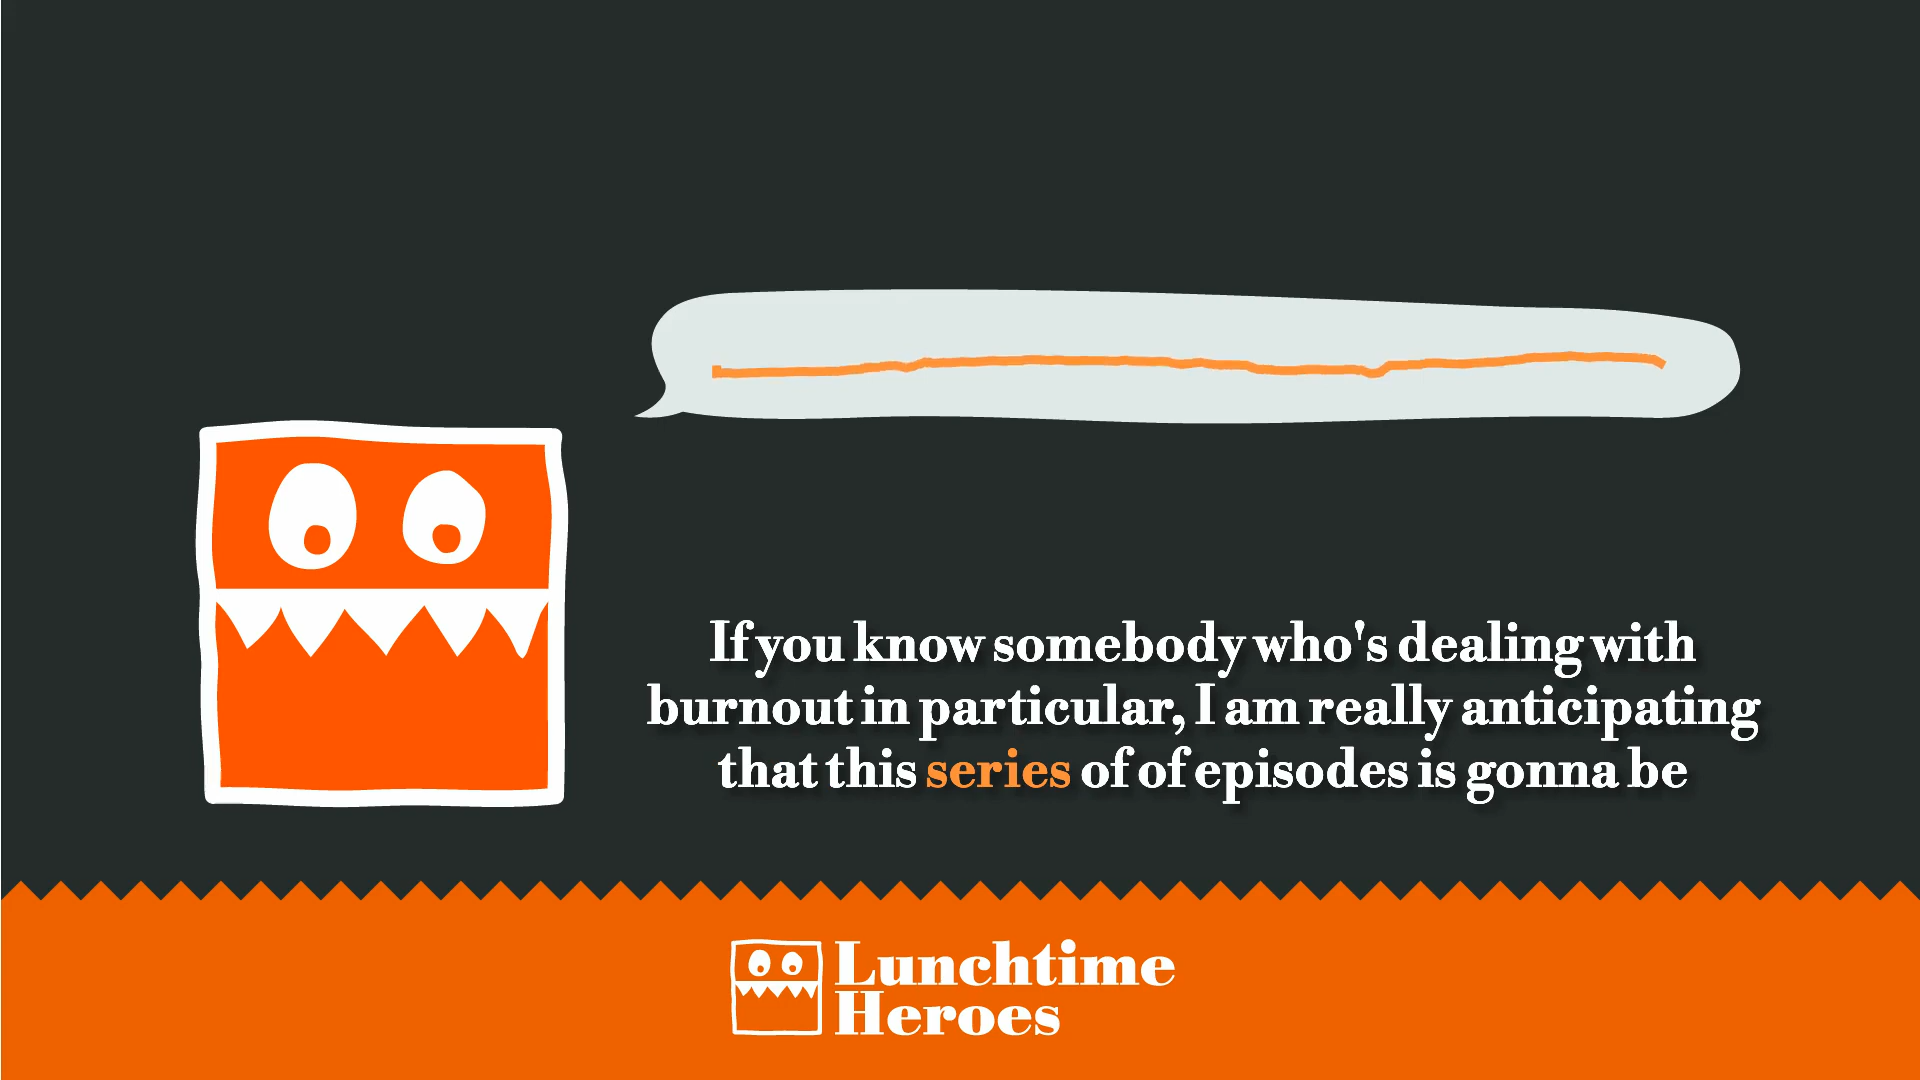 If you know somebody who's dealing with
burnout in particular, I am really anticipating
that this series of of episodes is gonna be
Lunchtime
Heroes